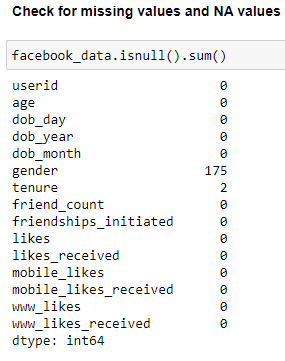 Check for missing values and NA values
facebook_data.isnull().sum()
userid 0
age 0
dob_day 0
dob_year 0
dob_month 0
gender 175
tenure 2
friend_count 0
friendships_initiated 0
likes 0
likes_received 0
mobile_likes 0
mobile_likes_received 0
www_likes 0
www_likes_received 0
dtype: int64